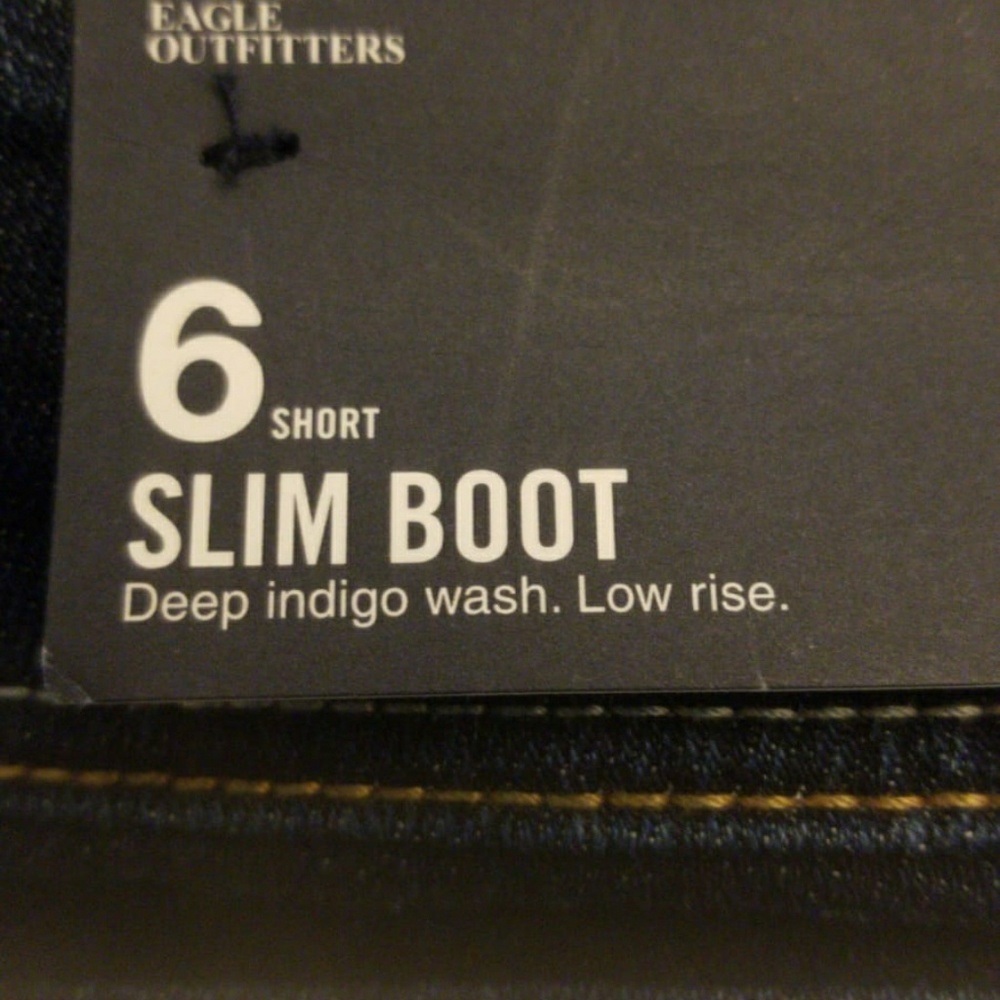 EAGLE
OUTFITTERS
6 SHORT
SLIM BOOT
Deep indigo wash. Low rise.